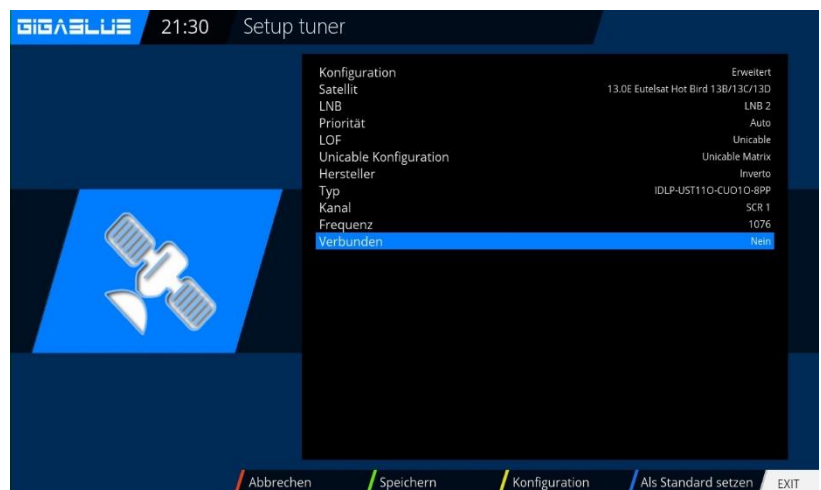 GIGABLUE 21:30 Setup tuner
Konfiguration Erweitert
Satellit 13.0E Eutelsat Hot Bird 13B/13C/13D
LNB LNB 2
Priorität Auto
LOF Unicable
Unicable Konfiguration Unicable Matrix
Hersteller Inverto
Typ IDLP-UST11O-CUO1O-8PP
Kanal SCR 1
Frequenz 1076
Verbunden Nein
Abbrechen Speichern Konfiguration Als Standard setzen EXIT